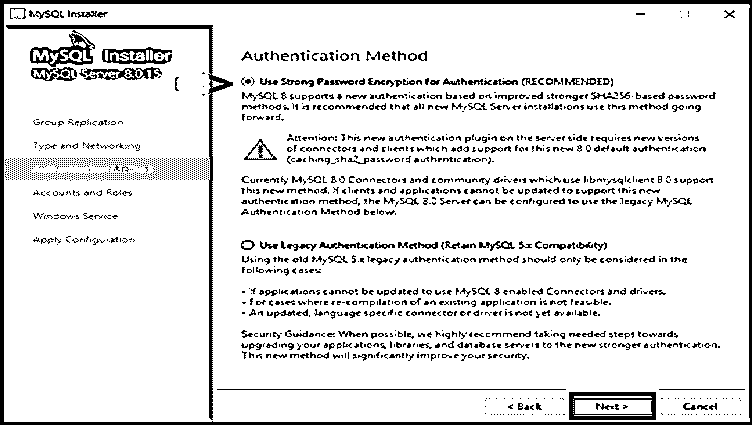 MySQL Installer
MySQL Installer
MySQL Server 8.0.15
Group Replication
Type and Networking
Accounts and Roles
Windows Service
Apply Configuration
Authentication Method
Use Strong Password Encryption for Authentication (RECOMMENDED)
MySQL 8 supports a new authentication based on improved stronger SHA256-based password
methods. It is recommended that all new MySQL Server installations use this method going
forward.
Attention: This new authentication plugin on the server side requires new versions
of connectors and clients which add support for this new 8.0 default authentication
(caching_sha2_password authentication).
Currently MySQL 8.0 Connectors and community drivers which use libmysqlclient 8.0 support
this new method. If clients and applications cannot be updated to support this new
authentication method, the MySQL 8.0 Server can be configured to use the legacy MySQL
Authentication Method below.
Use Legacy Authentication Method (Retain MySQL 5.x Compatibility)
Using the old MySQL 5.x legacy authentication method should only be considered in the
following cases:
- If applications cannot be updated to use MySQL 8 enabled Connectors and drivers.
- For cases where re-compilation of an existing application is not feasible.
- An updated, language specific connector or driver is not yet available.
Security Guidance: When possible, we highly recommend taking needed steps towards
upgrading your applications, libraries, and database servers to the new stronger authentication.
This new method will significantly improve your security.
< Back
Next >
Cancel